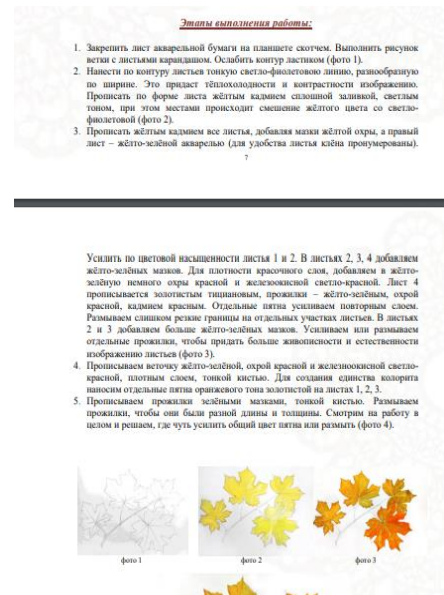 Этапы выполнения работы:
1. Закрепить лист акварельной бумаги на планшете скотчем. Выполнить рисунок
ветки с листьями карандашом. Ослабить контур ластиком (фото 1).
2. Нанести по контуру листьев тонкую светло-фиолетовою линию, разнообразную
по ширине. Это придаст теплохолодности и контрастности изображению.
Прописать по форме листа жёлтым кадмием сплошной заливкой, светлым
тоном, при этом местами происходит смешение жёлтого цвета со светло-
фиолетовой (фото 2).
3. Прописать жёлтым кадмием все листья, добавляя мазки жёлтой охры, а правый
лист – жёлто-зелёной акварелью (для удобства листья клёна пронумерованы).
7
Усилить по цветовой насыщенности листья 1 и 2. В листьях 2, 3, 4 добавляем
жёлто-зелёных мазков. Для плотности красочного слоя, добавляем в жёлто-
зелёную немного охры красной и железоокисной светло-красной. Лист 4
прописывается золотистым тициановым, прожилки – жёлто-зелёным, охрой
красной, кадмием красным. Отдельные пятна усиливаем повторным слоем.
Размываем слишком резкие границы на отдельных участках листьев. В листьях
2 и 3 добавляем больше жёлто-зелёных мазков. Усиливаем или размываем
отдельные прожилки, чтобы придать больше живописности и естественности
изображению листьев (фото 3).
4. Прописываем веточку жёлто-зелёной, охрой красной и железноокисной светло-
красной, плотным слоем, тонкой кистью. Для создания единства колорита
наносим отдельные пятна оранжевого тона золотистой на листах 1, 2, 3.
5. Прописываем прожилки зелёными мазками, тонкой кистью. Размываем
прожилки, чтобы они были разной длины и толщины. Смотрим на работу в
целом и решаем, где чуть усилить общий цвет пятна или размыть (фото 4).
фото 1 фото 2 фото 3